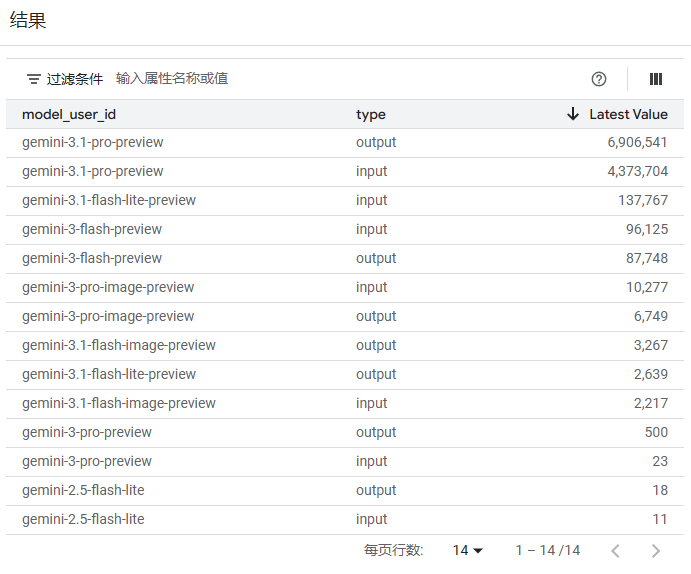 结果
过滤条件 输入属性名称或值
model_user_id type Latest Value
gemini-3.1-pro-preview output 6,906,541
gemini-3.1-pro-preview input 4,373,704
gemini-3.1-flash-lite-preview input 137,767
gemini-3-flash-preview input 96,125
gemini-3-flash-preview output 87,748
gemini-3-pro-image-preview input 10,277
gemini-3-pro-image-preview output 6,749
gemini-3.1-flash-image-preview output 3,267
gemini-3.1-flash-lite-preview output 2,639
gemini-3.1-flash-image-preview input 2,217
gemini-3-pro-preview output 500
gemini-3-pro-preview input 23
gemini-2.5-flash-lite output 18
gemini-2.5-flash-lite input 11
每页行数: 14 1 – 14 /14